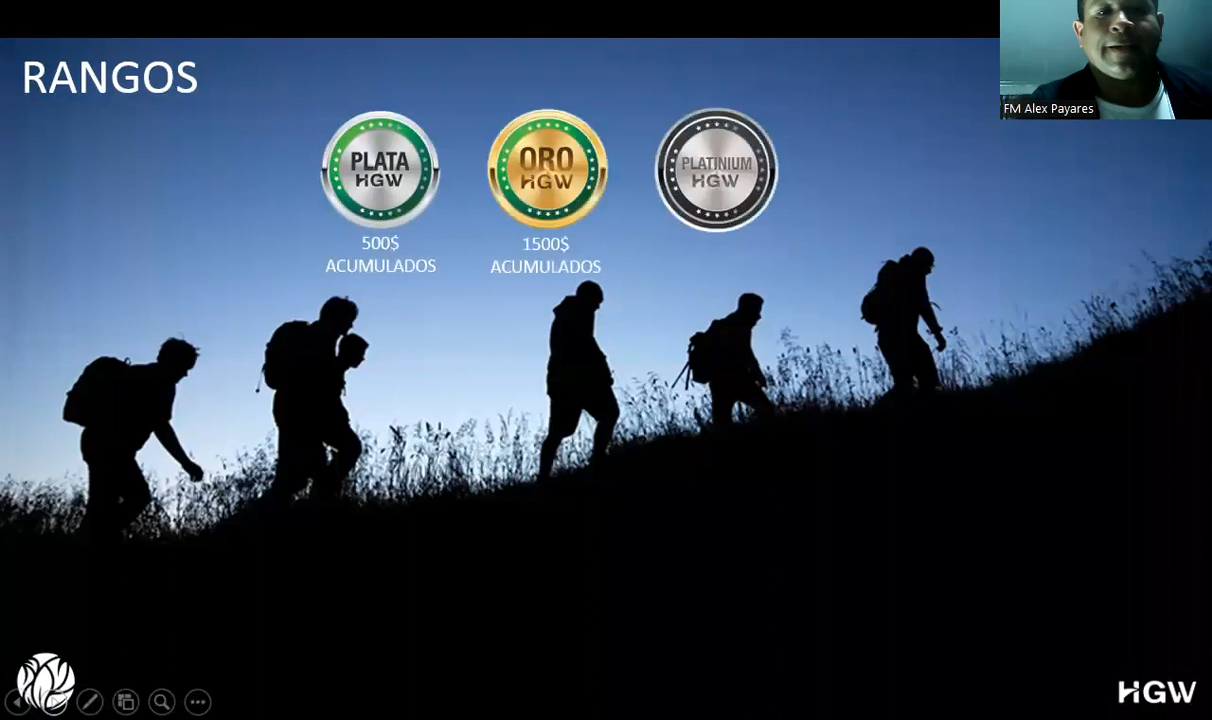 RANGOS
FM Alex Payares
PLATA
HGW
ORO
HGW
PLATINIUM
HGW
500$
ACUMULADOS
1500$
ACUMULADOS
HGW